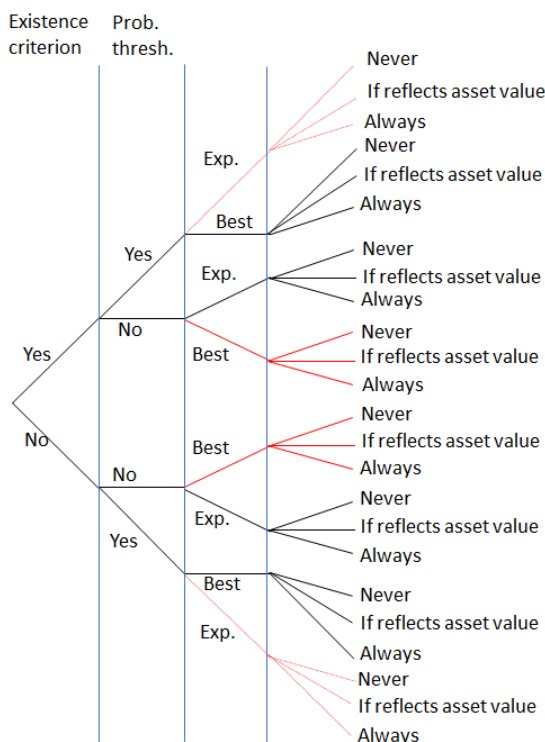 Existence criterion
Prob. thresh.
Never
If reflects asset value
Always
Exp.
Never
If reflects asset value
Always
Best
Yes
Never
If reflects asset value
Always
Exp.
No
Never
If reflects asset value
Always
Best
Yes
No
Never
If reflects asset value
Always
Best
No
Never
If reflects asset value
Always
Exp.
Yes
Never
If reflects asset value
Always
Best
Exp.
Never
If reflects asset value
Always